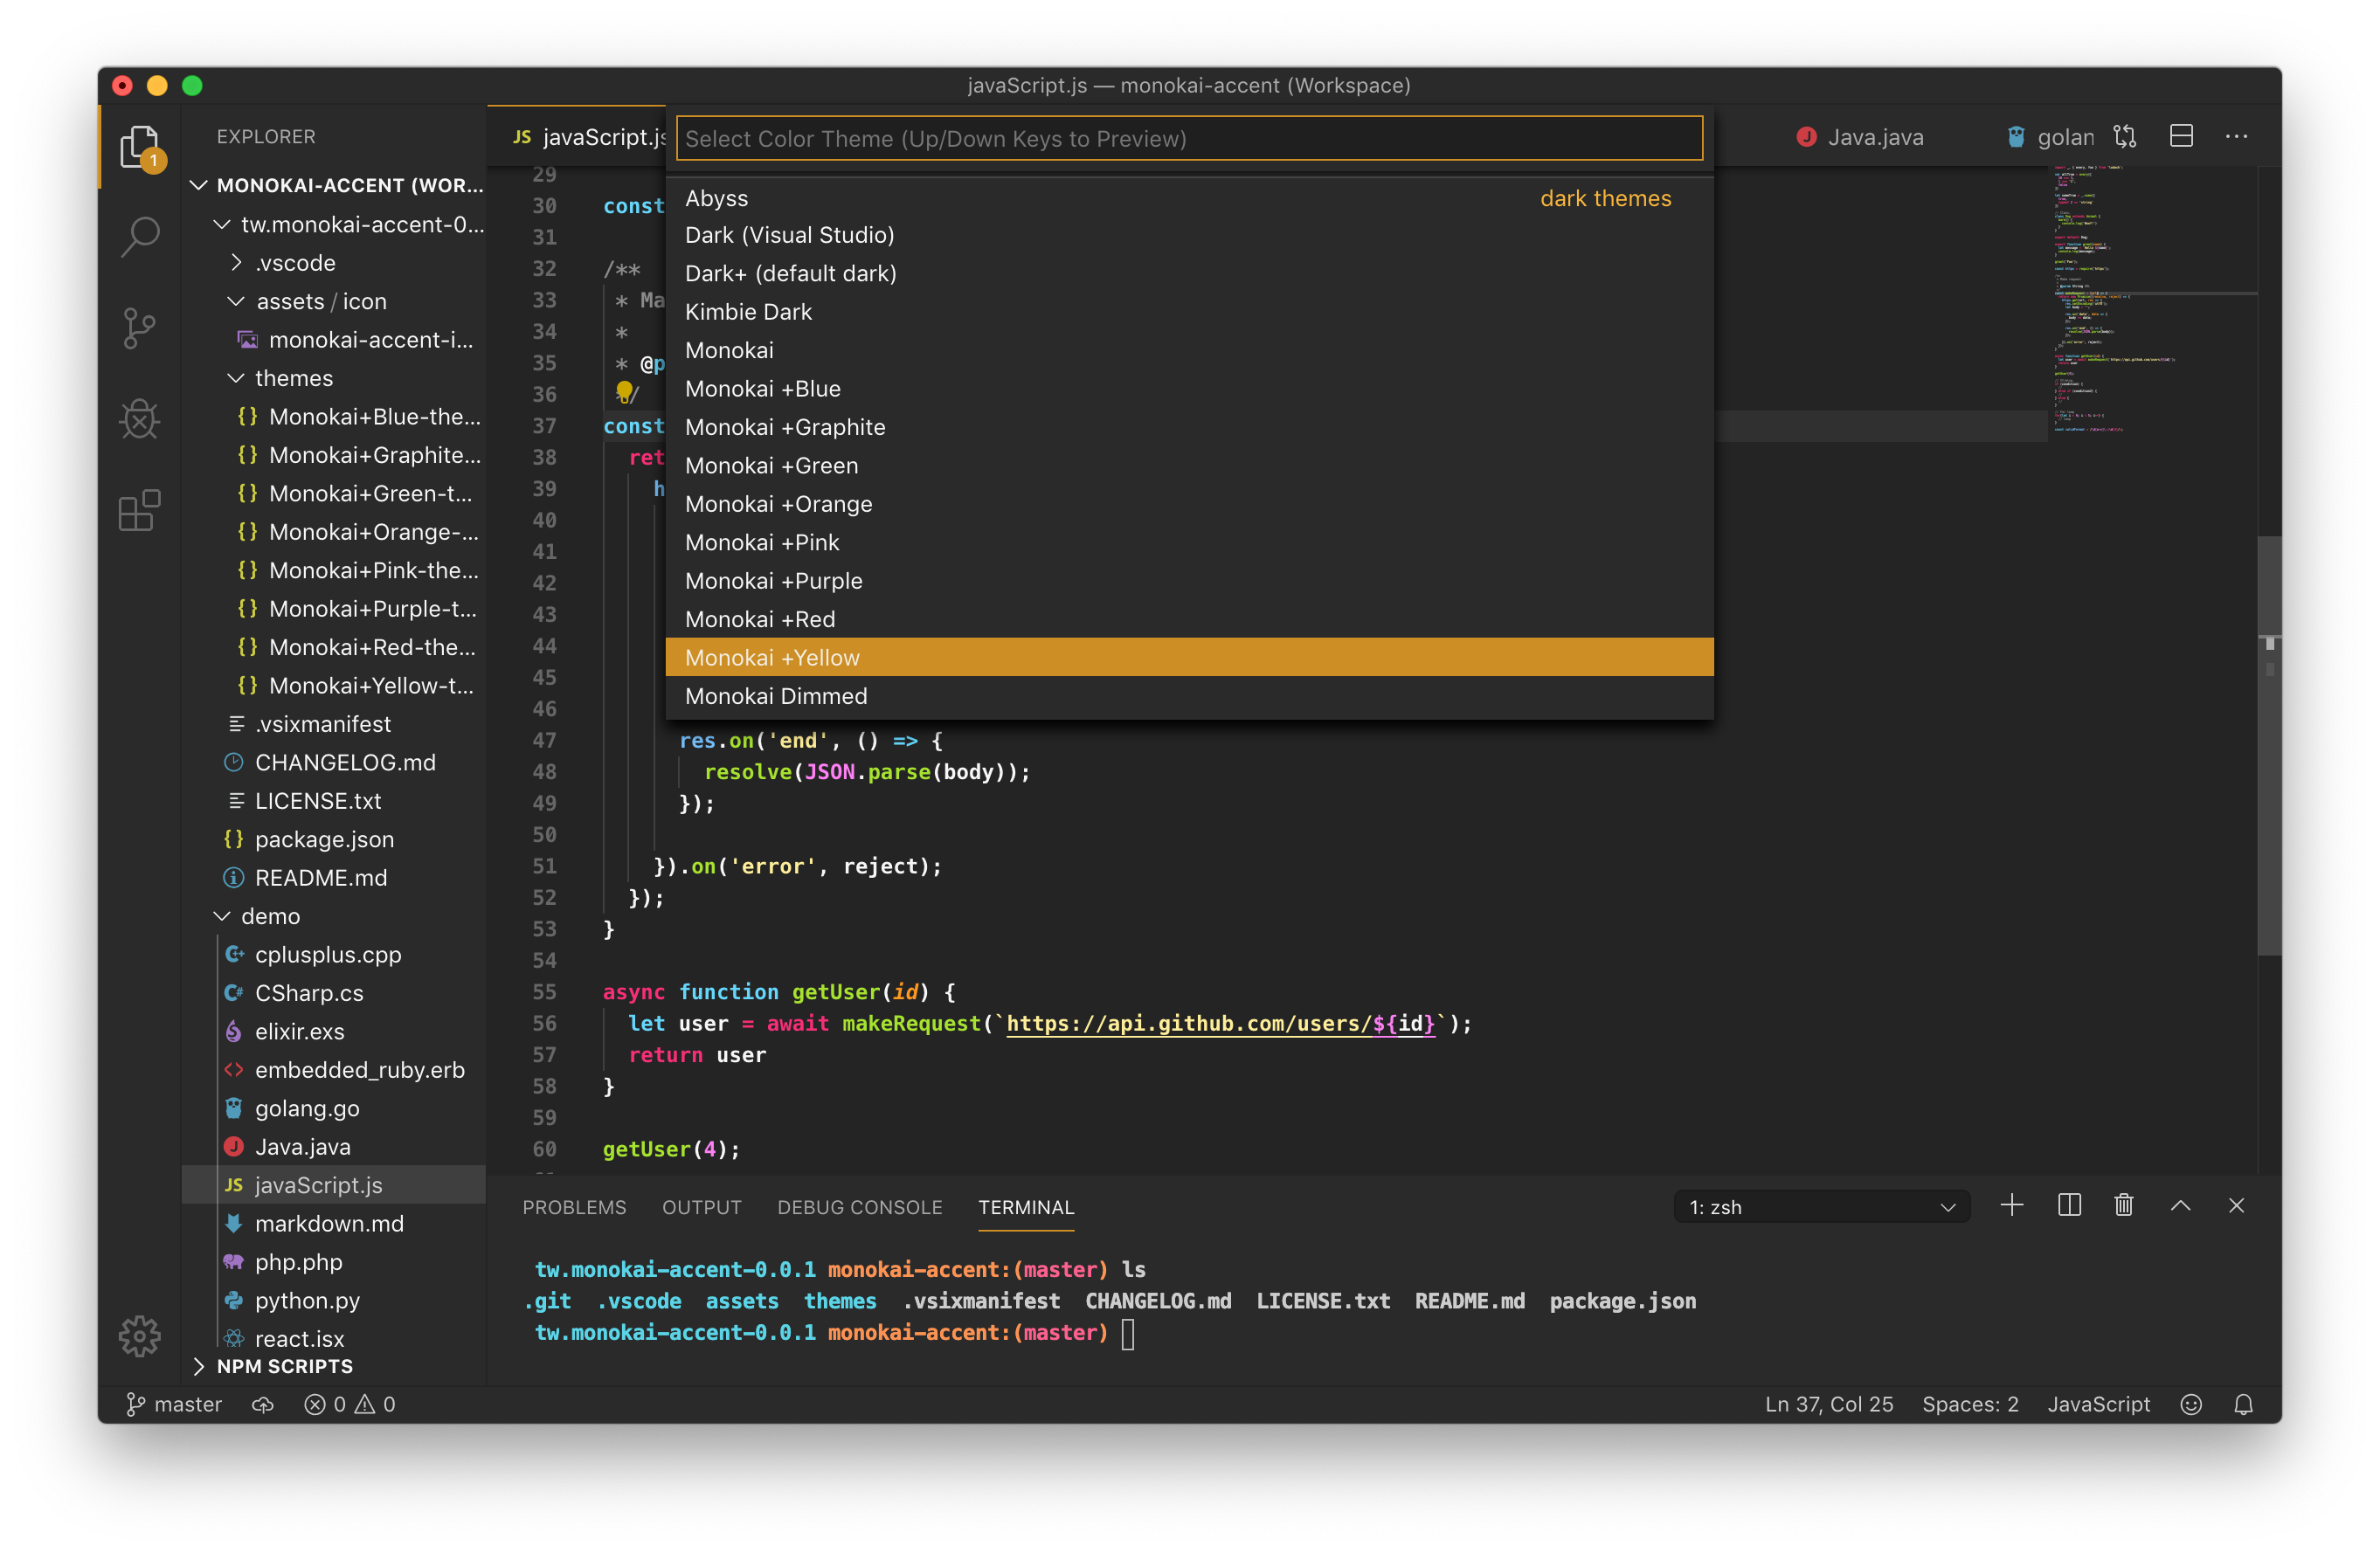 javaScript.js — monokai-accent (Workspace)
1
EXPLORER
MONOKAI-ACCENT (WOR...
tw.monokai-accent-0...
.vscode
assets / icon
monokai-accent-i...
themes
{} Monokai+Blue-the...
{} Monokai+Graphite...
{} Monokai+Green-t...
{} Monokai+Orange-...
{} Monokai+Pink-the...
{} Monokai+Purple-t...
{} Monokai+Red-the...
{} Monokai+Yellow-t...
.vsixmanifest
CHANGELOG.md
LICENSE.txt
{} package.json
README.md
demo
cplusplus.cpp
CSharp.cs
elixir.exs
embedded_ruby.erb
golang.go
Java.java
JS javaScript.js
markdown.md
php.php
python.py
react.jsx
NPM SCRIPTS
JS javaScript.js
J Java.java
golan
Select Color Theme (Up/Down Keys to Preview)
Abyss dark themes
Dark (Visual Studio)
Dark+ (default dark)
Kimbie Dark
Monokai
Monokai +Blue
Monokai +Graphite
Monokai +Green
Monokai +Orange
Monokai +Pink
Monokai +Purple
Monokai +Red
Monokai +Yellow
Monokai Dimmed
29
30 const
31
32 /**
33 * Ma
34 *
35 * @p
36 */
37 const
38 ret
39 h
40
41
42
43
44
45
46
47 res.on('end', () => {
48 resolve(JSON.parse(body));
49 });
50
51 }).on('error', reject);
52 });
53 }
54
55 async function getUser(id) {
56 let user = await makeRequest(`https://api.github.com/users/${id}`);
57 return user
58 }
59
60 getUser(4);
PROBLEMS OUTPUT DEBUG CONSOLE TERMINAL 1: zsh
tw.monokai-accent-0.0.1 monokai-accent:(master) ls
.git .vscode assets themes .vsixmanifest CHANGELOG.md LICENSE.txt README.md package.json
tw.monokai-accent-0.0.1 monokai-accent:(master)
master 0 0 Ln 37, Col 25 Spaces: 2 JavaScript